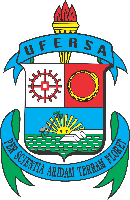 UFERSA
PER SCIENTIA ARIDAM TERRAM FLORET